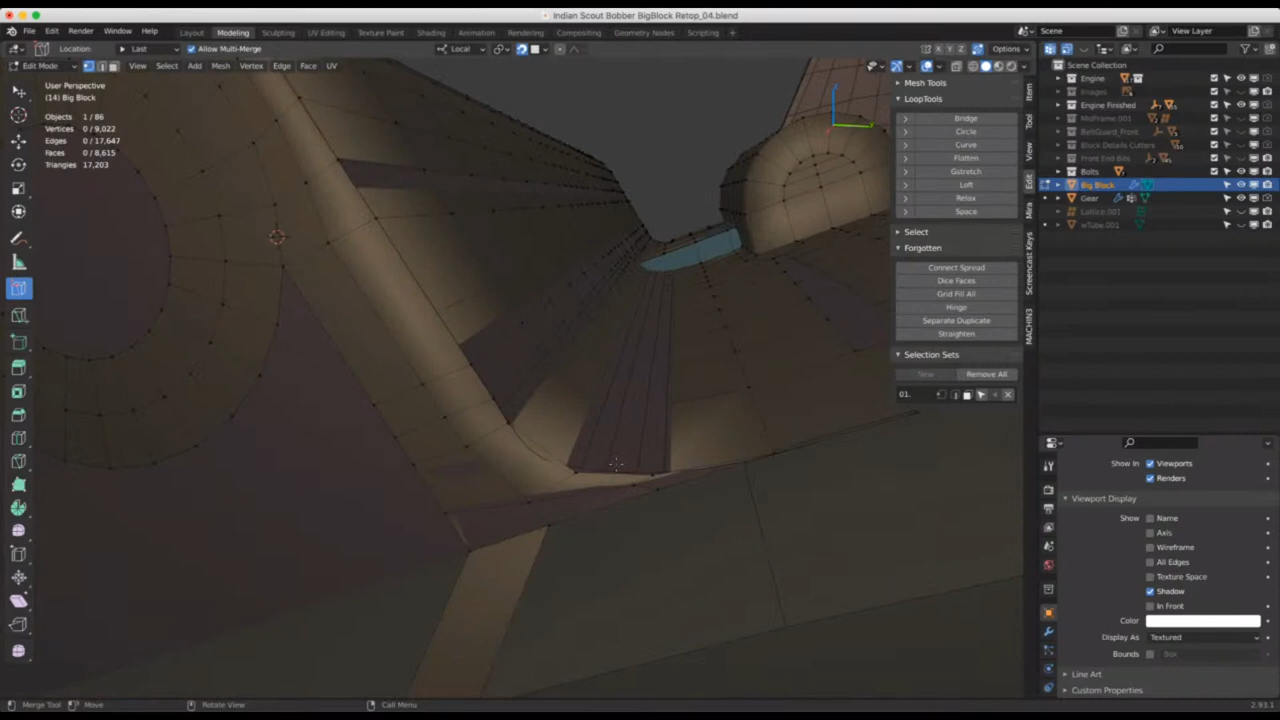 Indian Scout Bobber BigBlock Retop_04.blend
File Edit Render Window Help Layout Modeling Sculpting UV Editing Texture Paint Shading Animation Rendering Compositing Geometry Nodes Scripting + Scene View Layer
Location: Last Allow Multi-Merge Local X Y Z Options
Edit Mode View Select Add Mesh Vertex Edge Face UV
User Perspective
(14) Big Block
Objects 1 / 86
Vertices 0 / 9,022
Edges 0 / 17,647
Faces 0 / 8,615
Triangles 17,203
Mesh Tools
LoopTools
Bridge
Circle
Curve
Flatten
Gstretch
Loft
Relax
Space
Select
Forgotten
Connect Spread
Dice Faces
Grid Fill All
Hinge
Separate Duplicate
Straighten
Selection Sets
New Remove All
01.
Item
Tool
View
Edit
Mira
Screencast Keys
MACHIN3
Scene Collection
Engine
Images
Engine Finished
MidFrame.001
BeltGuard_Front
Block Details Cutters
Front End Bits
Bolts
Big Block
Gear
Lattice.001
wTube.001
Show In Viewports
Renders
Viewport Display
Show Name
Axis
Wireframe
All Edges
Texture Space
Shadow
In Front
Color
Display As Textured
Bounds Box
Line Art
Custom Properties
Merge Tool Move Rotate View Call Menu 2.93.1